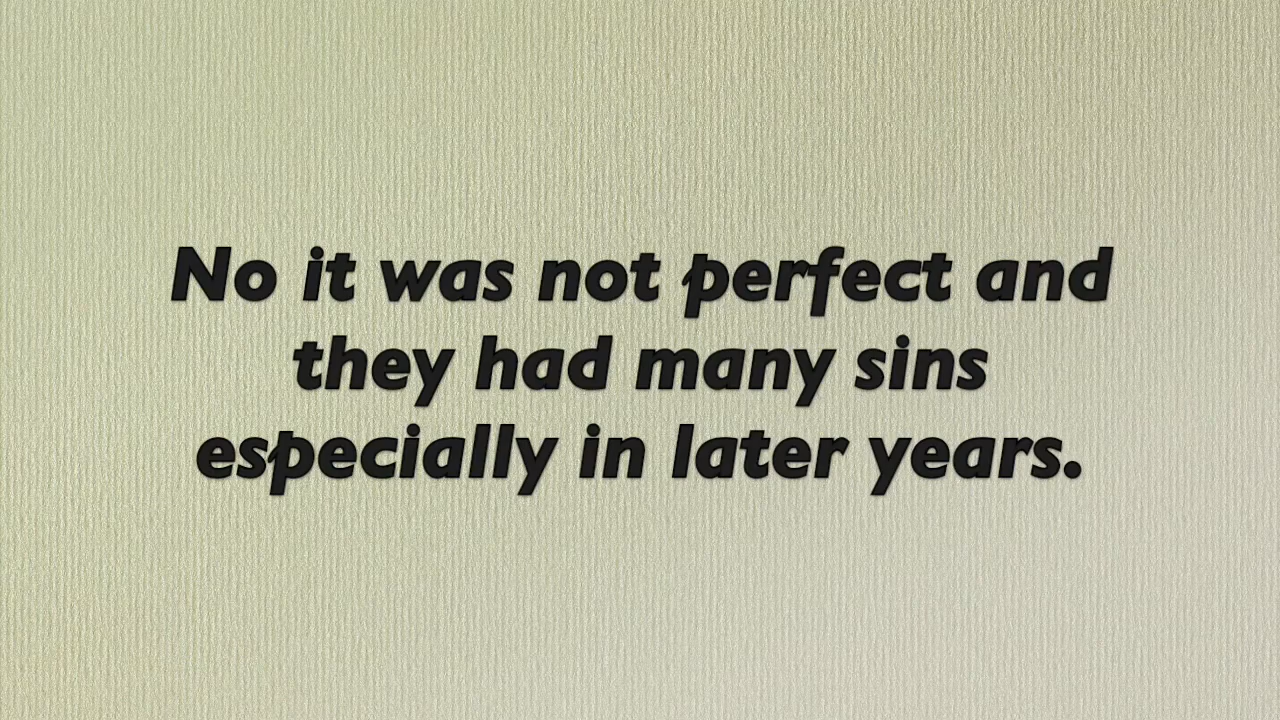 No it was not perfect and
they had many sins
especially in later years.